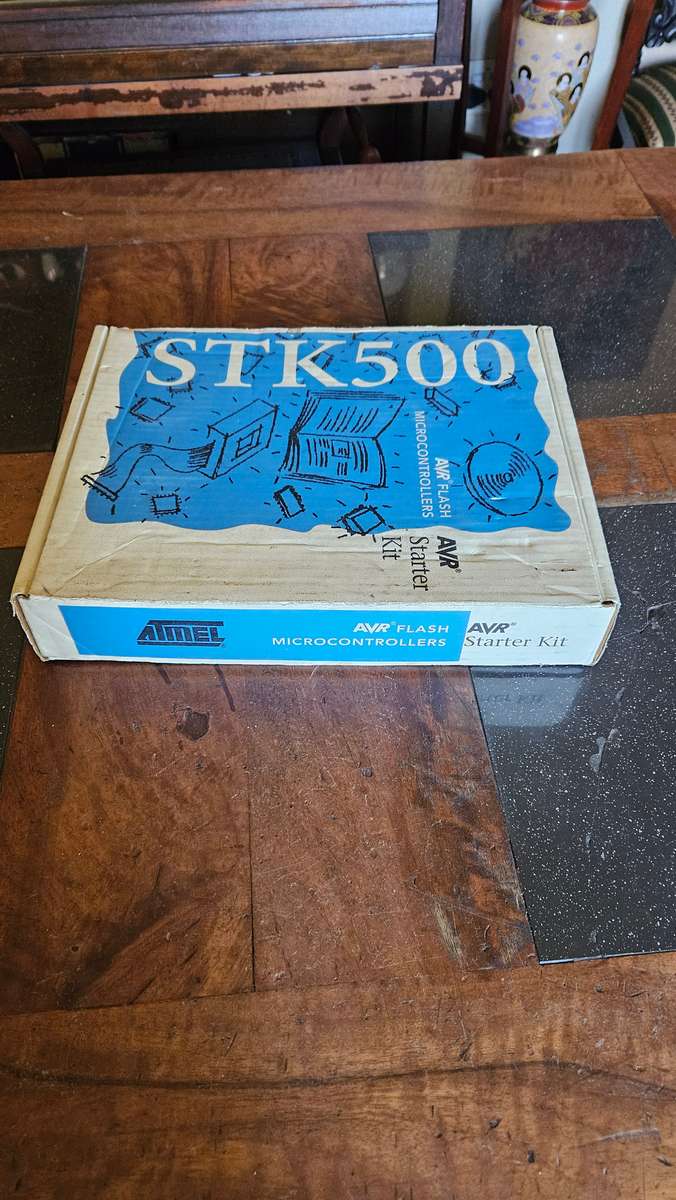 STK500
AVR® FLASH
MICROCONTROLLERS
AVR®
Starter
Kit
ATMEL®
AVR® FLASH
MICROCONTROLLERS
AVR®
Starter Kit